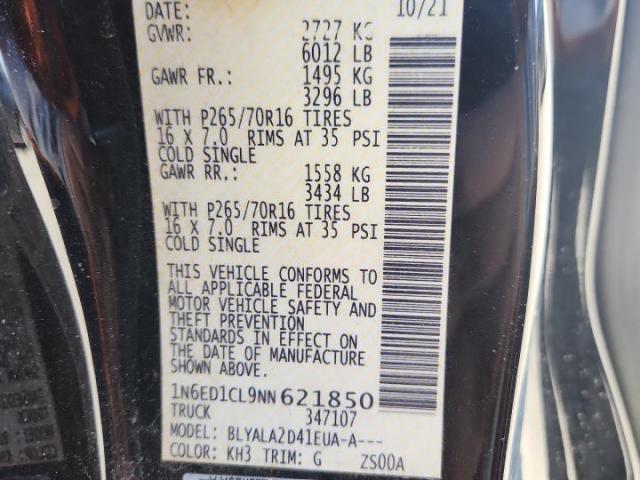 DATE: 10/21
GVWR: 2727 KG
6012 LB
GAWR FR.: 1495 KG
3296 LB
WITH P265/70R16 TIRES
16 X 7.0 RIMS AT 35 PSI
COLD SINGLE
GAWR RR.: 1558 KG
3434 LB
WITH P265/70R16 TIRES
16 X 7.0 RIMS AT 35 PSI
COLD SINGLE
THIS VEHICLE CONFORMS TO
ALL APPLICABLE FEDERAL
MOTOR VEHICLE SAFETY AND
THEFT PREVENTION
STANDARDS IN EFFECT ON
THE DATE OF MANUFACTURE
SHOWN ABOVE.
1N6ED1CL9NN621850
TRUCK 347107
MODEL: BLYALA2D41EUA-A---
COLOR: KH3 TRIM: G ZS00A